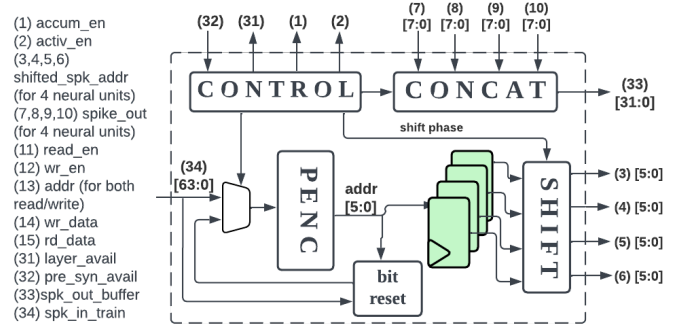 (1) accum_en
(2) activ_en
(3,4,5,6)
shifted_spk_addr
(for 4 neural units)
(7,8,9,10) spike_out
(for 4 neural units)
(11) read_en
(12) wr_en
(13) addr (for both
read/write)
(14) wr_data
(15) rd_data
(31) layer_avail
(32) pre_syn_avail
(33)spk_out_buffer
(34) spk_in_train
(32) (31) (1) (2)
(7) (8) (9) (10)
[7:0] [7:0] [7:0] [7:0]
CONTROL
CONCAT
(33)
[31:0]
shift phase
(34)
[63:0]
PENC
addr
[5:0]
bit
reset
SHIFT
(3) [5:0]
(4) [5:0]
(5) [5:0]
(6) [5:0]